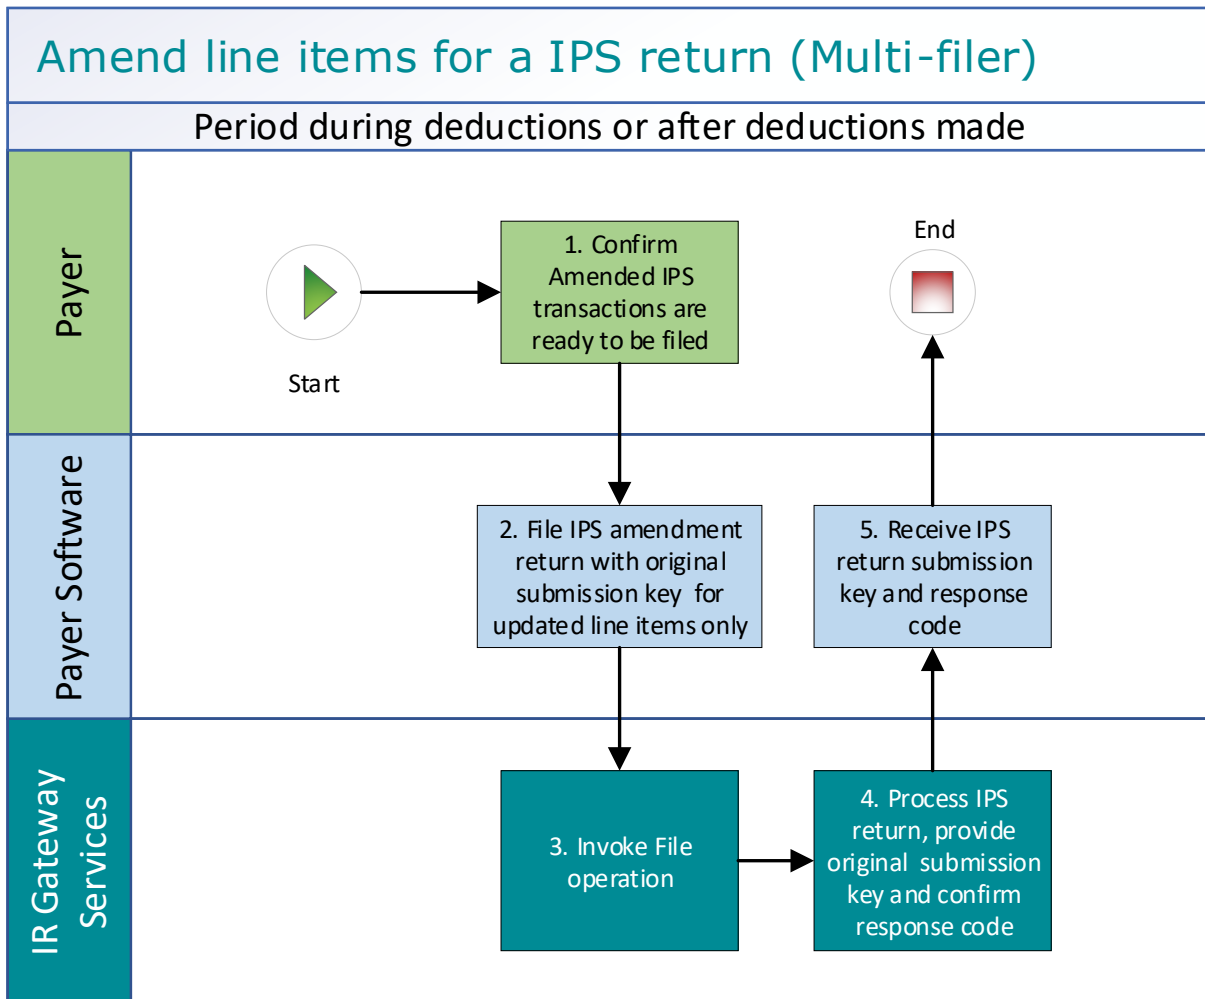 Amend line items for a IPS return (Multi-filer)
Period during deductions or after deductions made
Payer
Start
1. Confirm
Amended IPS
transactions are
ready to be filed
End
Payer Software
2. File IPS amendment
return with original
submission key for
updated line items only
5. Receive IPS
return submission
key and response
code
IR Gateway
Services
3. Invoke File
operation
4. Process IPS
return, provide
original submission
key and confirm
response code